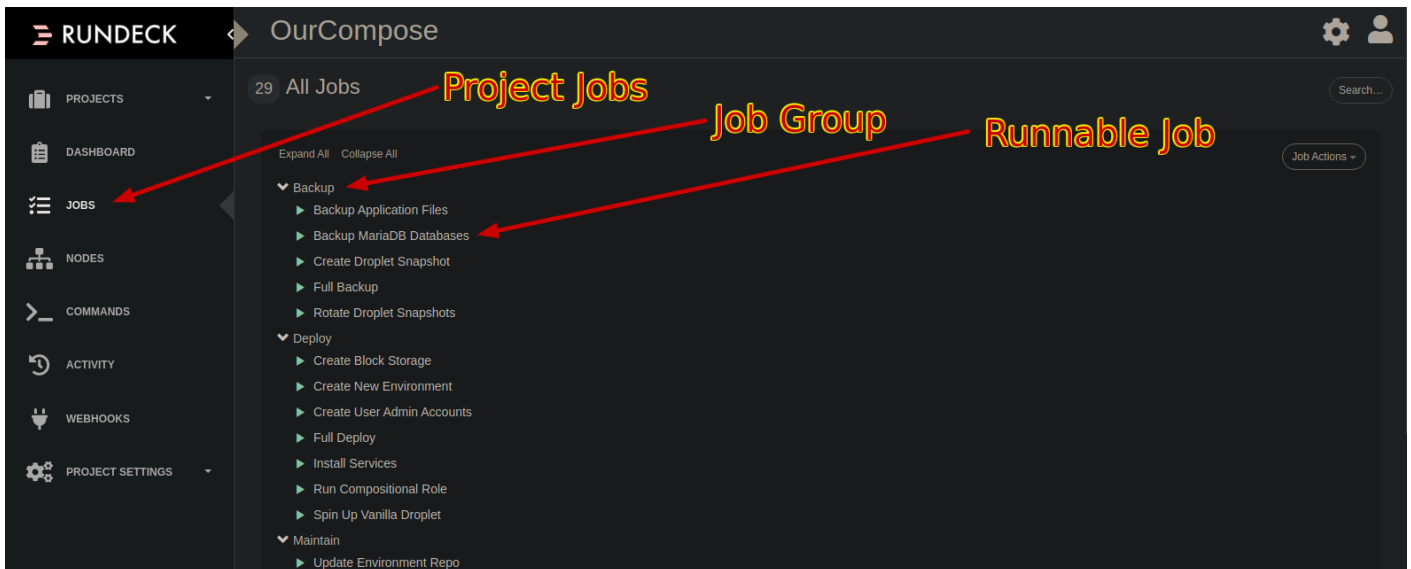 RUNDECK
OurCompose
PROJECTS
DASHBOARD
JOBS
NODES
COMMANDS
ACTIVITY
WEBHOOKS
PROJECT SETTINGS
29 All Jobs
Project Jobs
Job Group
Runnable Job
Search...
Expand All Collapse All
Job Actions
Backup
Backup Application Files
Backup MariaDB Databases
Create Droplet Snapshot
Full Backup
Rotate Droplet Snapshots
Deploy
Create Block Storage
Create New Environment
Create User Admin Accounts
Full Deploy
Install Services
Run Compositional Role
Spin Up Vanilla Droplet
Maintain
Update Environment Repo